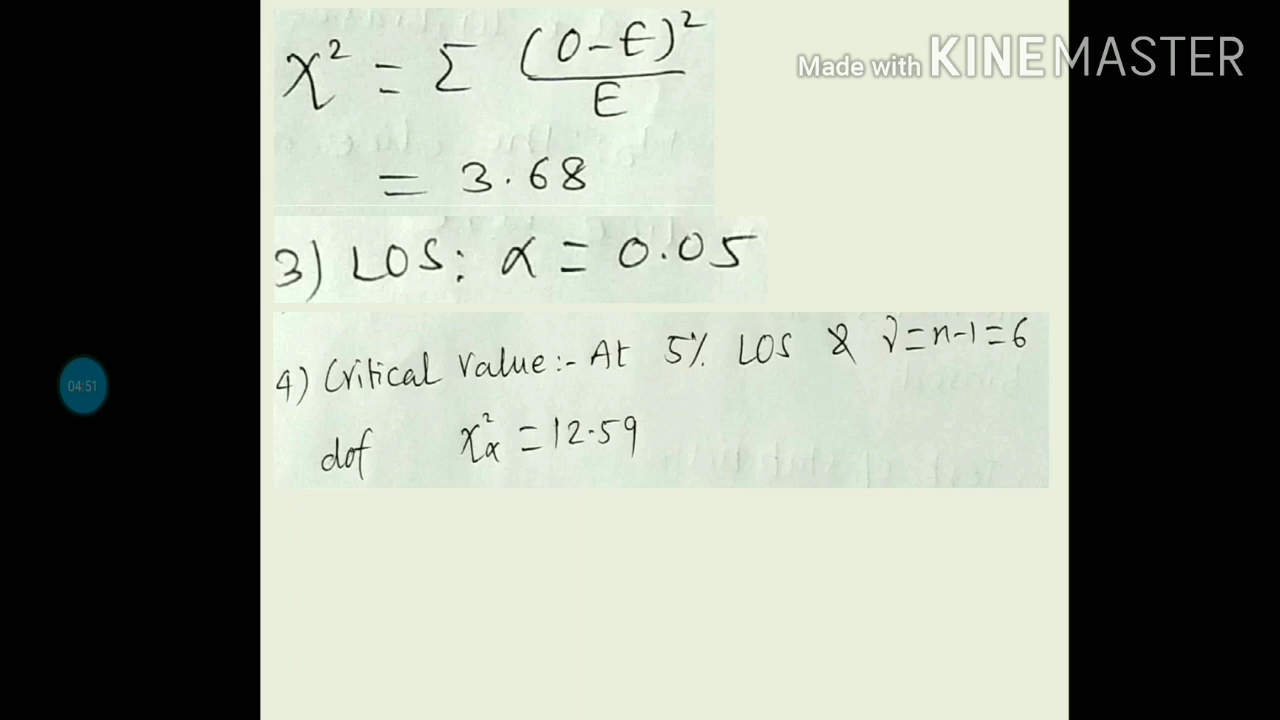 Made with KINEMASTER
χ² = Σ (O-E)²/E
= 3.68
3) LOS: α = 0.05
4) Critical Value:- At 5% LOS & ν=n-1=6
dof χ²α = 12.59
04:51